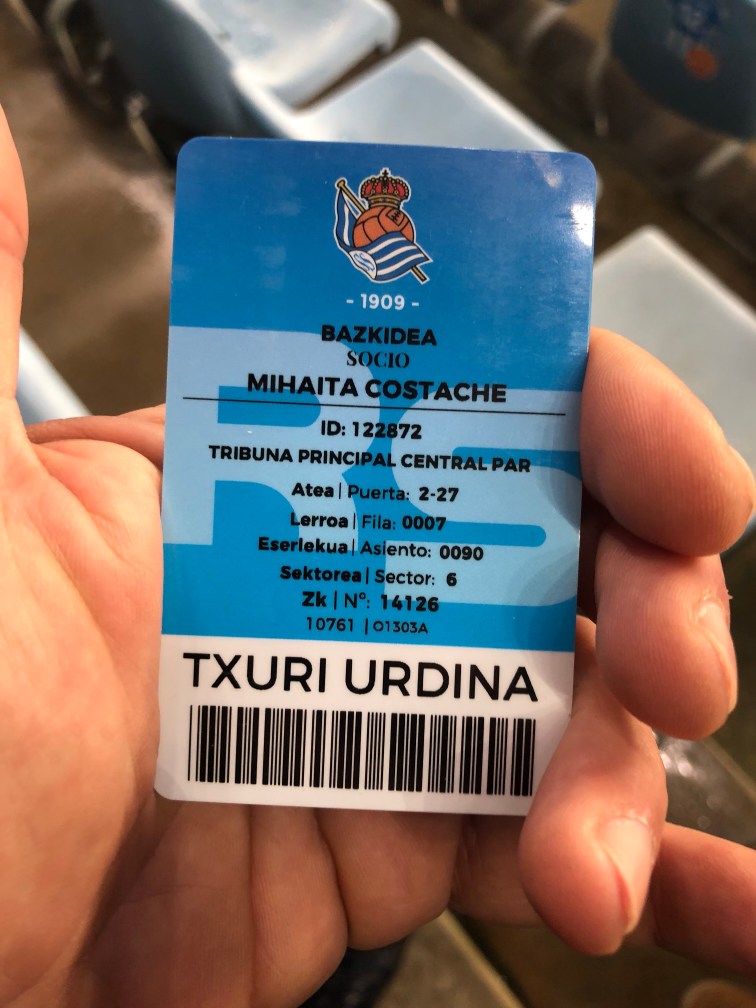 - 1909 -
BAZKIDEA
SOCIO
MIHAITA COSTACHE
ID: 122872
TRIBUNA PRINCIPAL CENTRAL PAR
Atea | Puerta: 2-27
Lerroa | Fila: 0007
Eserlekua | Asiento: 0090
Sektorea | Sector: 6
Zk | Nº: 14126
10761 | 01303A
TXURI URDINA